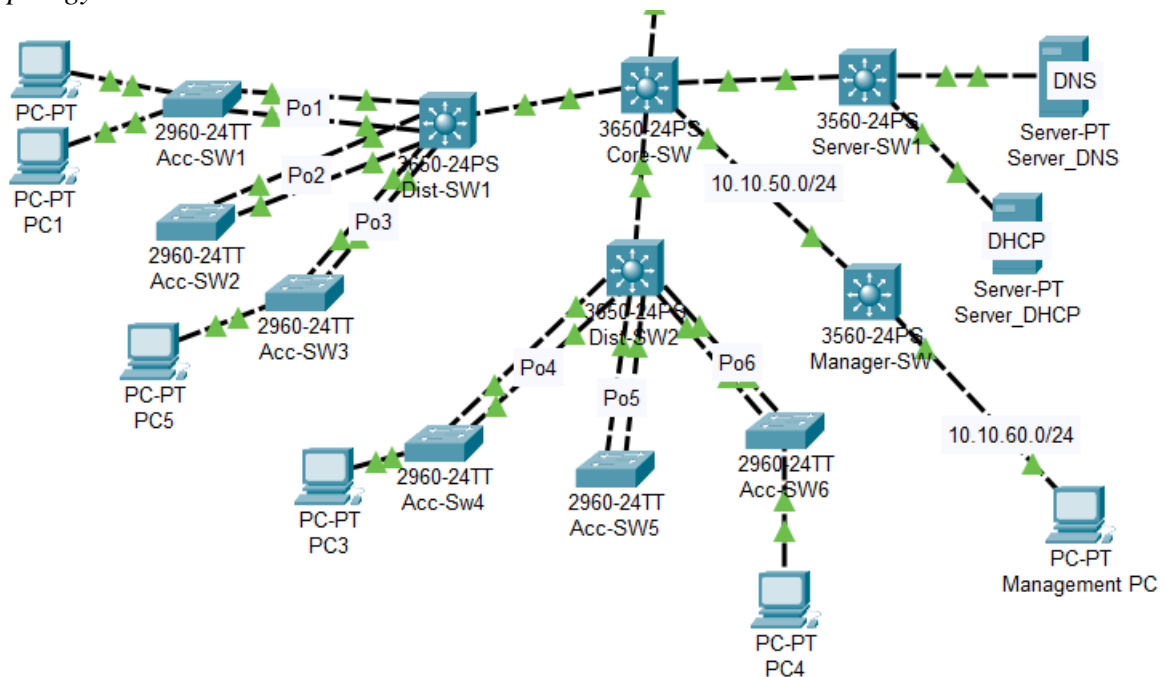 PC-PT
PC1
PC-PT
2960-24TT
Acc-SW1
Po1
Po2
2960-24TT
Acc-SW2
Po3
3650-24PS
Dist-SW1
2960-24TT
Acc-SW3
PC-PT
PC5
3650-24PS
Core-SW
10.10.50.0/24
3560-24PS
Server-SW1
DNS
Server-PT
Server_DNS
DHCP
Server-PT
Server_DHCP
3650-24PS
Dist-SW2
3560-24PS
Manager-SW
Po4
Po5
Po6
PC-PT
PC3
2960-24TT
Acc-Sw4
2960-24TT
Acc-SW5
2960-24TT
Acc-SW6
10.10.60.0/24
PC-PT
Management PC
PC-PT
PC4